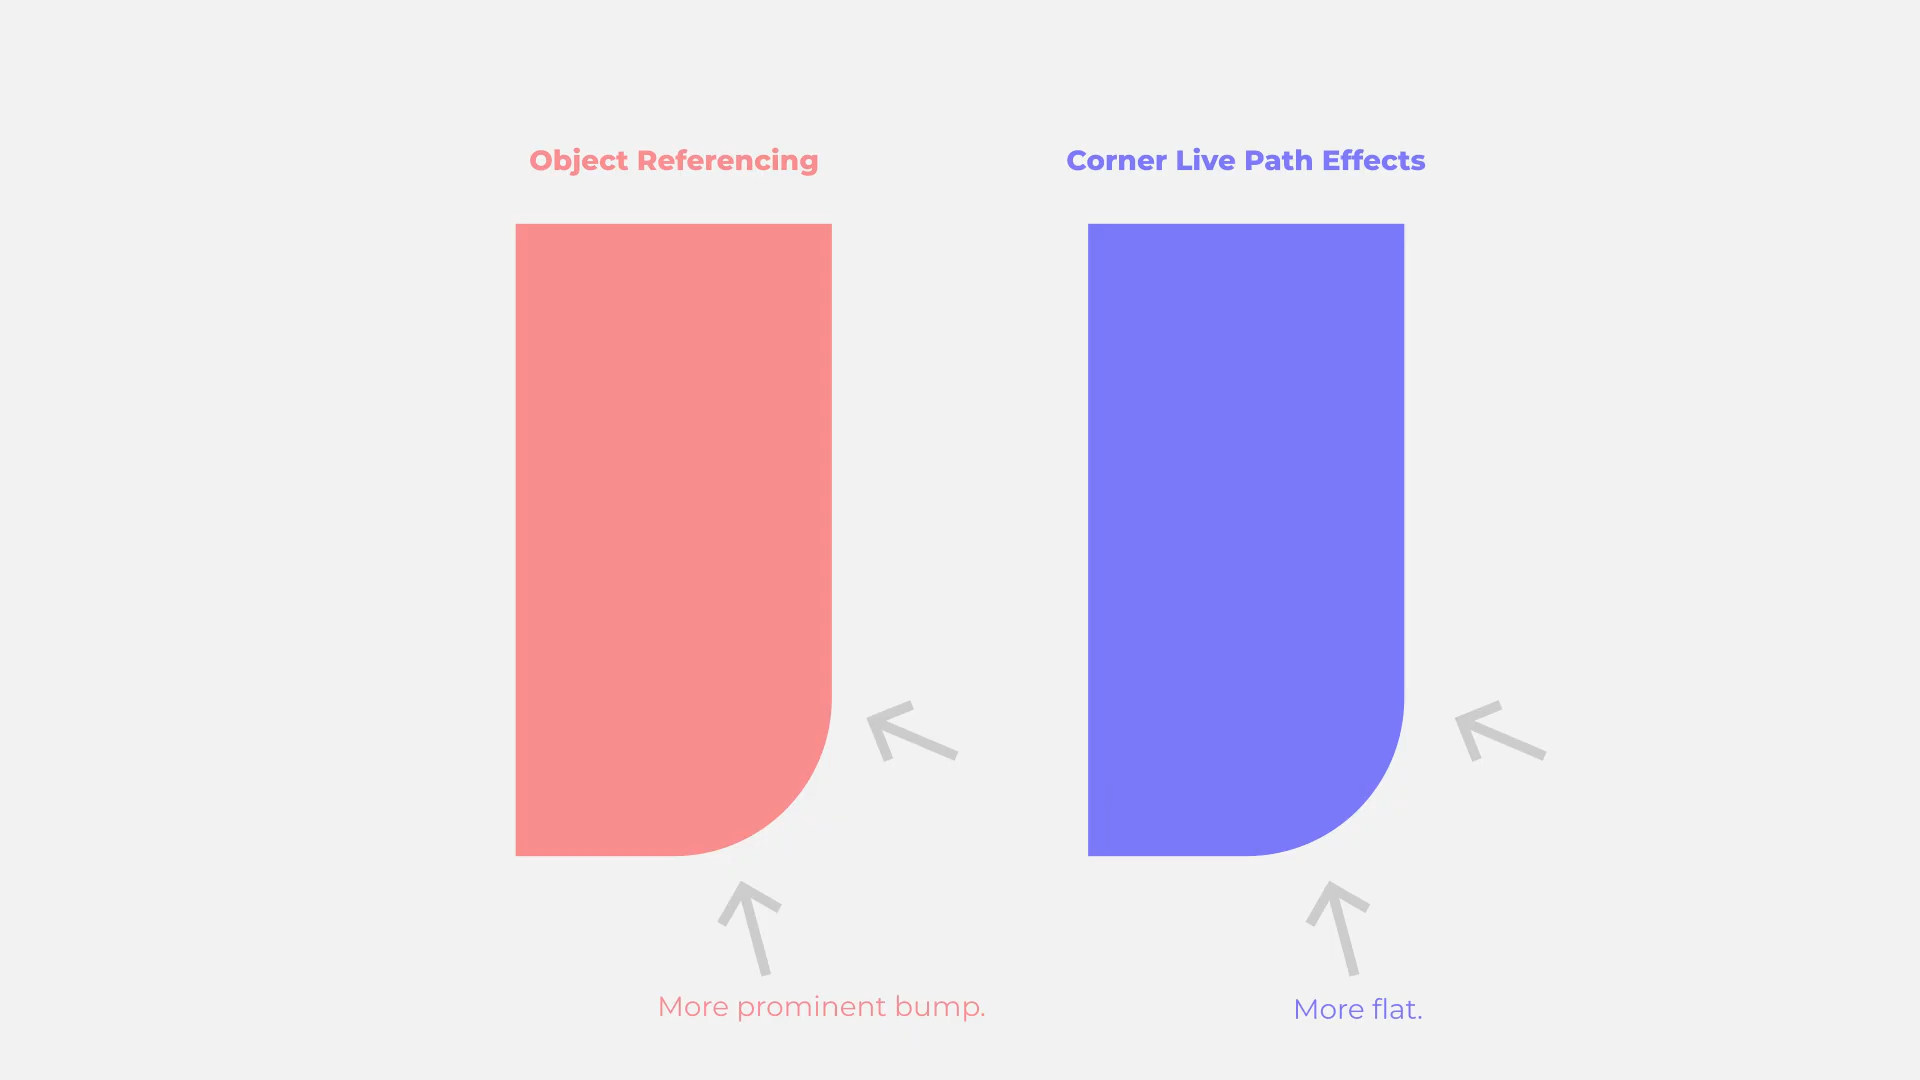 Object Referencing
Corner Live Path Effects
More prominent bump.
More flat.